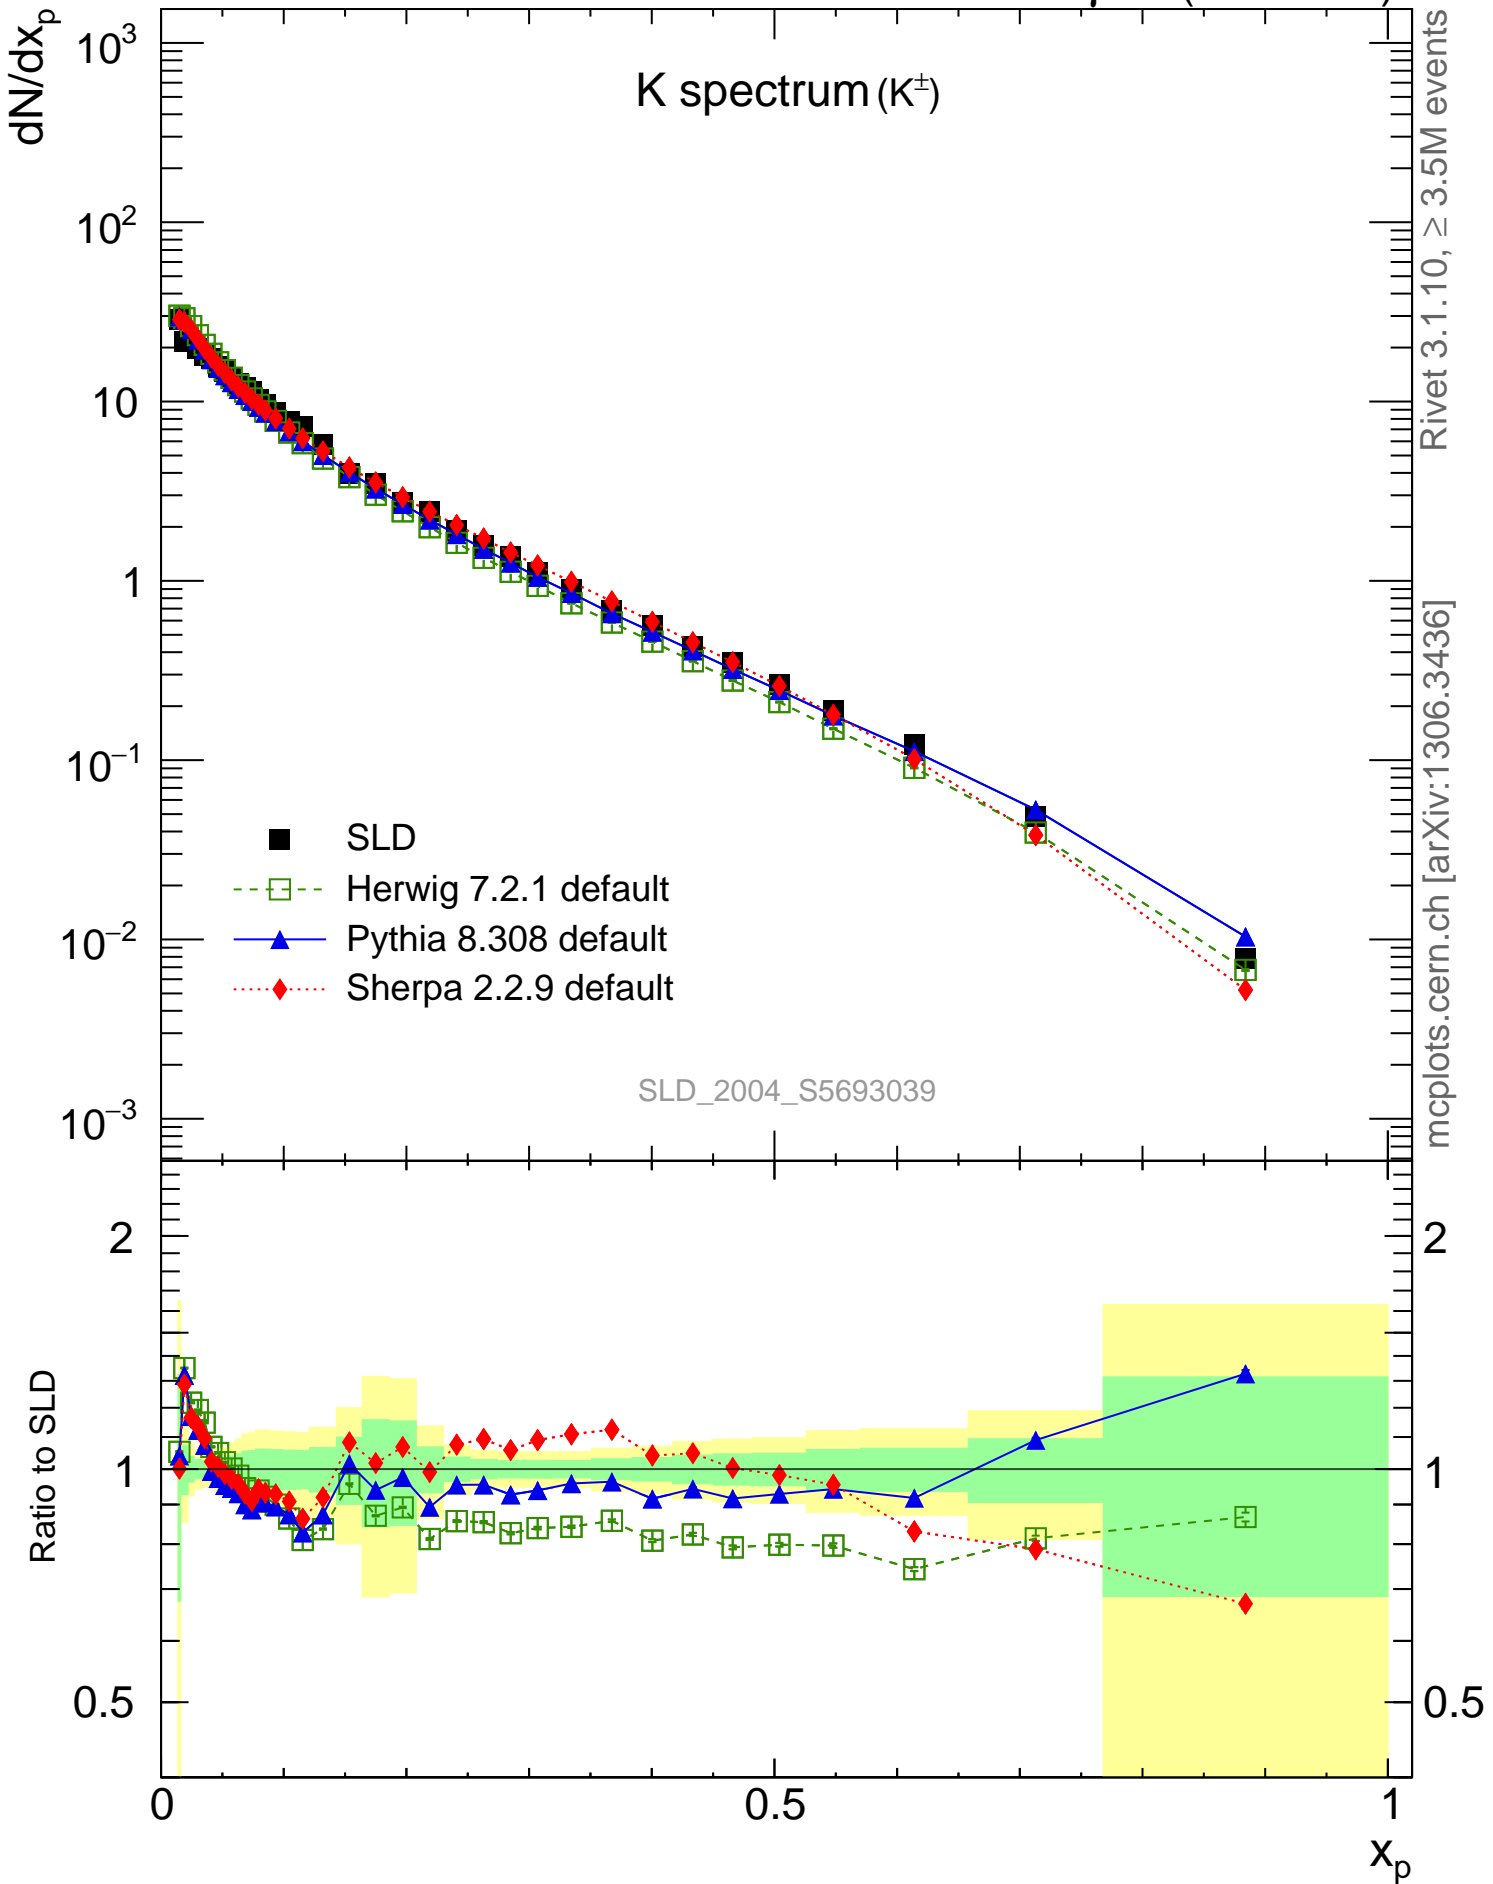 dN/dx_p
K spectrum (K^±)
10^3
10^2
10
1
10^−1
10^−2
10^−3
SLD
Herwig 7.2.1 default
Pythia 8.308 default
Sherpa 2.2.9 default
SLD_2004_S5693039
Rivet 3.1.10, ≥ 3.5M events
mcplots.cern.ch [arXiv:1306.3436]
Ratio to SLD
2
1
0.5
2
1
0.5
0
0.5
1
x_p